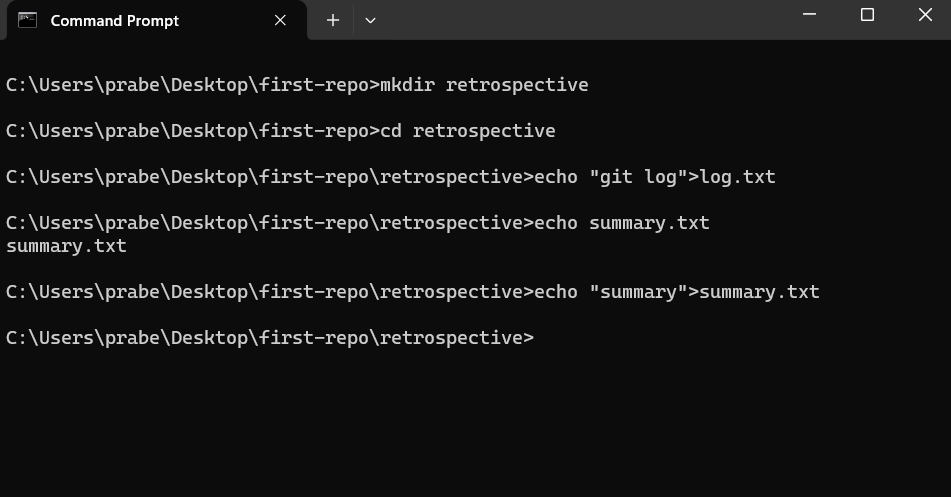 Command Prompt
C:\Users\prabe\Desktop\first-repo>mkdir retrospective
C:\Users\prabe\Desktop\first-repo>cd retrospective
C:\Users\prabe\Desktop\first-repo\retrospective>echo "git log">log.txt
C:\Users\prabe\Desktop\first-repo\retrospective>echo summary.txt
summary.txt
C:\Users\prabe\Desktop\first-repo\retrospective>echo "summary">summary.txt
C:\Users\prabe\Desktop\first-repo\retrospective>